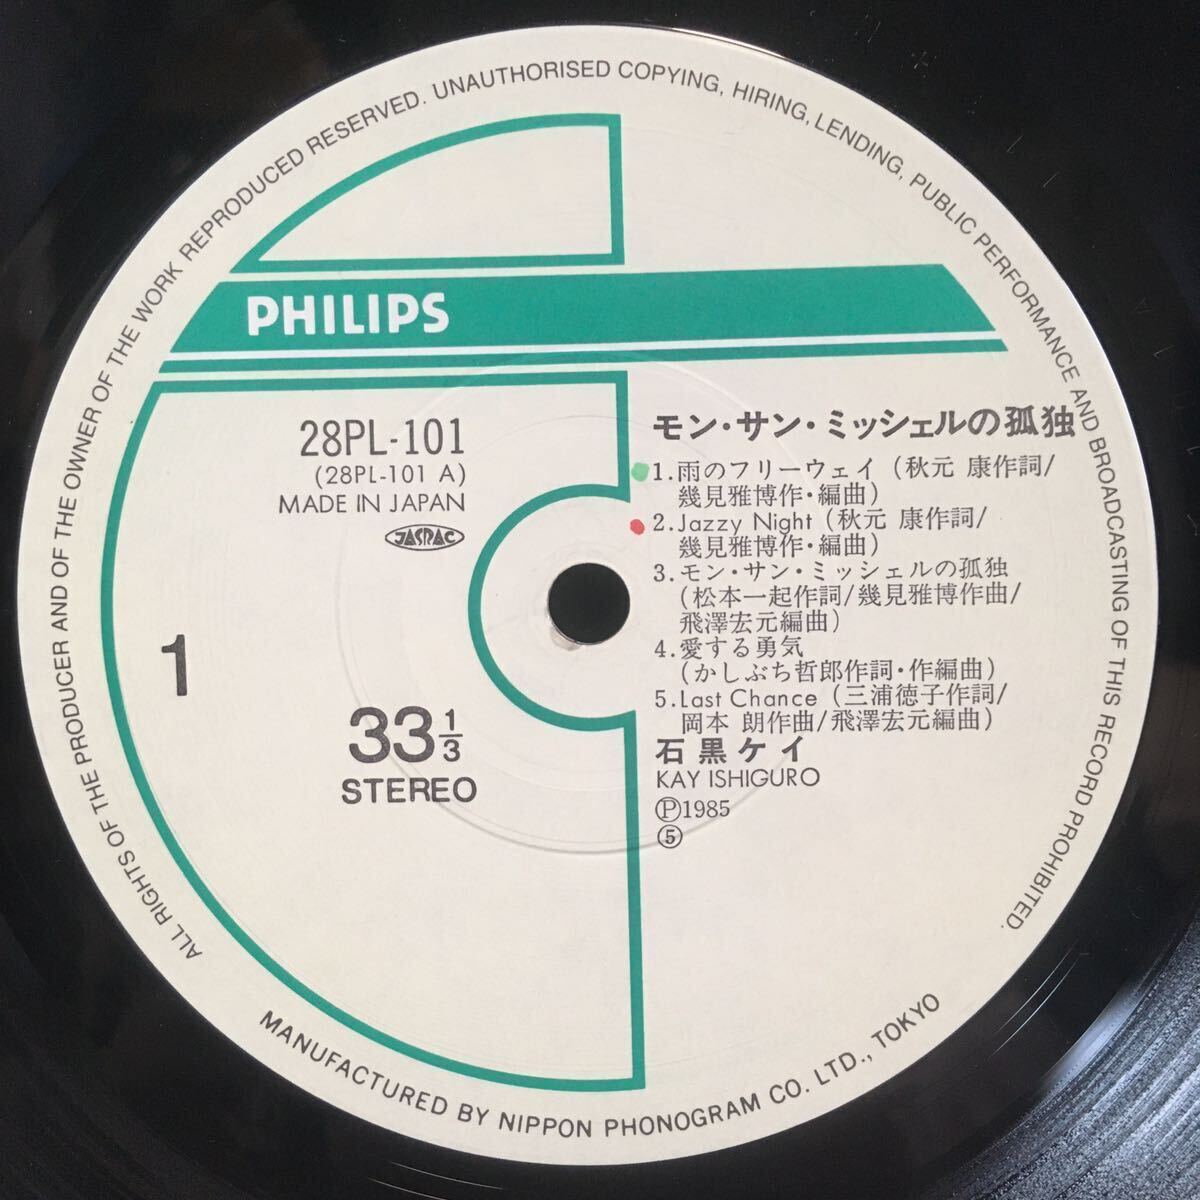 ALL RIGHTS OF THE PRODUCER AND OF THE OWNER OF THE WORK REPRODUCED RESERVED. UNAUTHORISED COPYING, HIRING, LENDING, PUBLIC PERFORMANCE AND BROADCASTING OF THIS RECORD PROHIBITED.
PHILIPS
28PL-101
(28PL-101 A)
MADE IN JAPAN
JASRAC
1
33 1/3
STEREO
モン・サン・ミッシェルの孤独
1.雨のフリーウェイ (秋元 康作詞/
幾見雅博作・編曲)
2.Jazzy Night (秋元 康作詞/
幾見雅博作・編曲)
3.モン・サン・ミッシェルの孤独
(松本一起作詞/幾見雅博作曲/
飛澤宏元編曲)
4.愛する勇気
(かしぶち哲郎作詞・作編曲)
5.Last Chance (三浦徳子作詞/
岡本 朗作曲/飛澤宏元編曲)
石黒ケイ
KAY ISHIGURO
Ⓟ1985
⑤
MANUFACTURED BY NIPPON PHONOGRAM CO. LTD., TOKYO